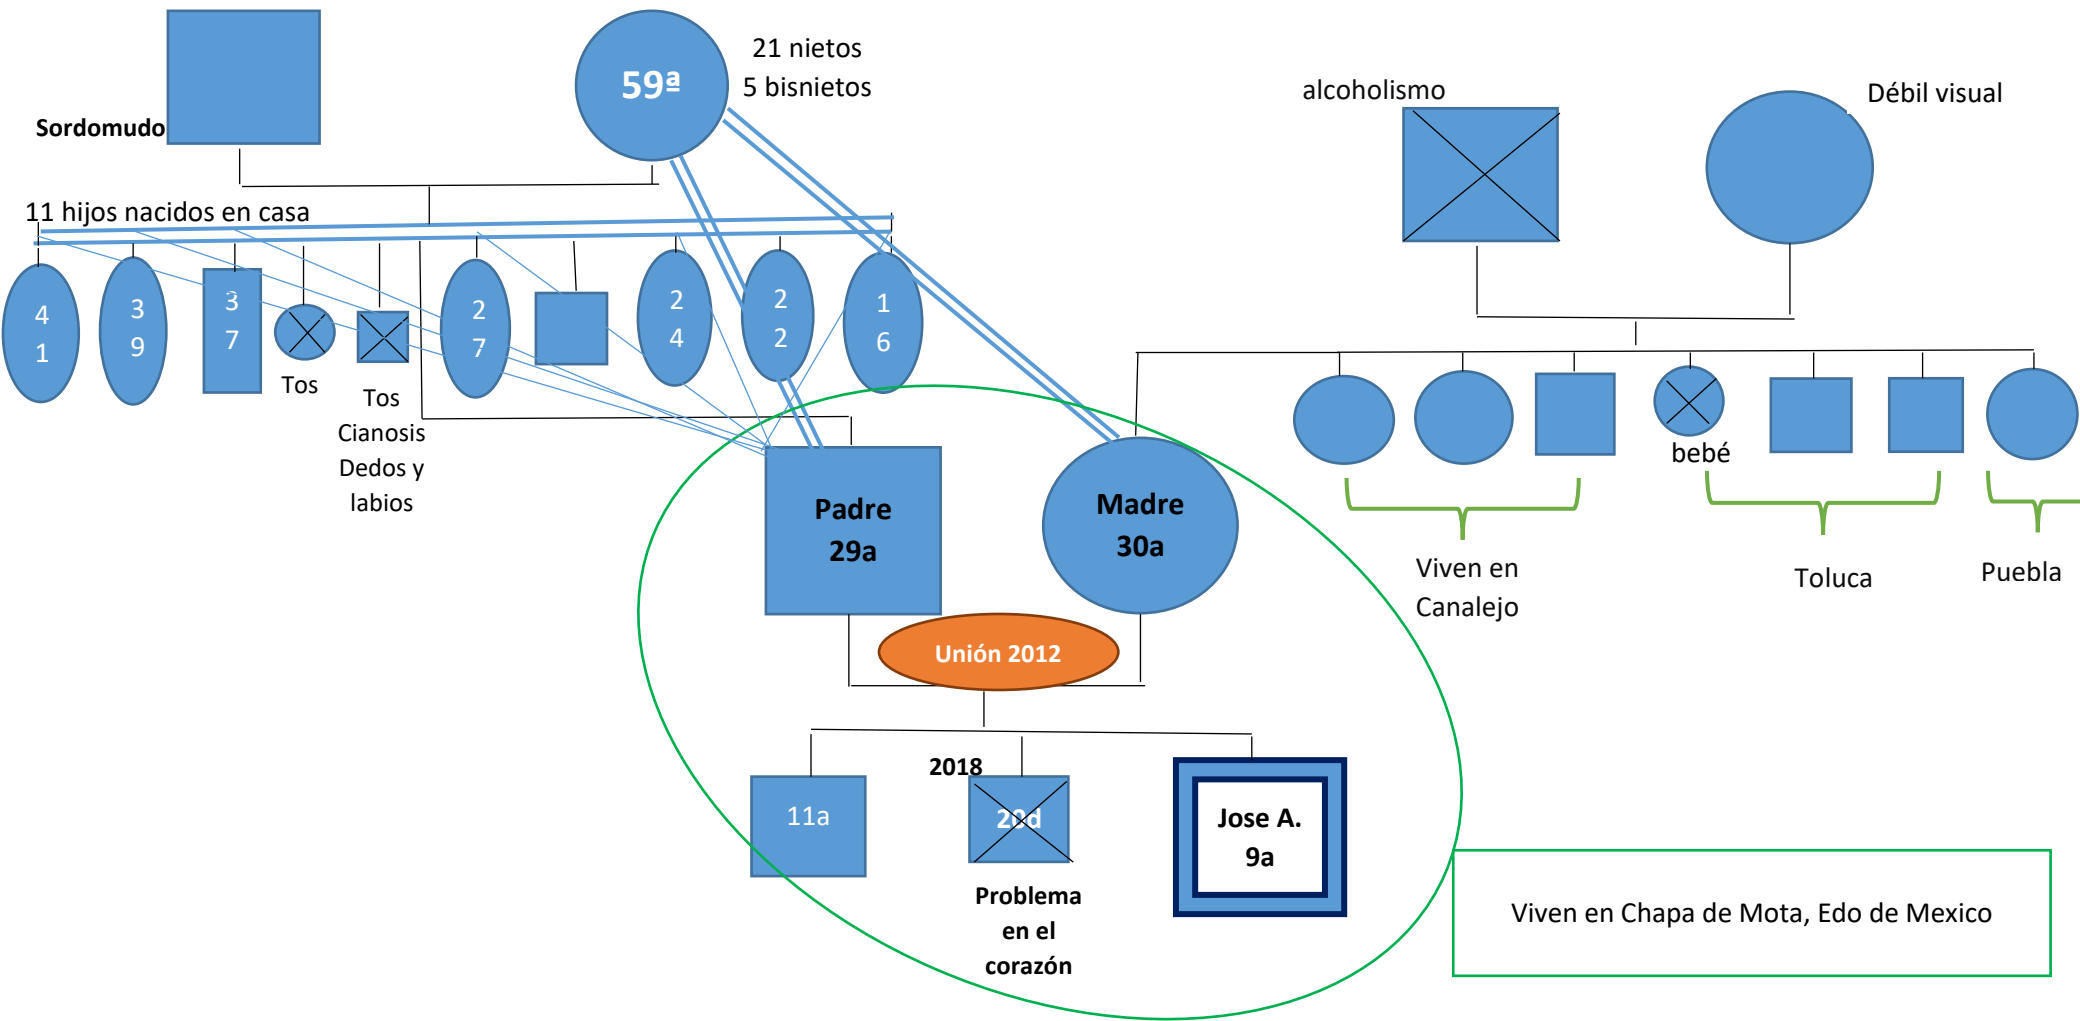 59ª
21 nietos
5 bisnietos
Sordomudo
alcoholismo
Débil visual
11 hijos nacidos en casa
4
1
3
9
3
7
Tos
Tos
Cianosis
Dedos y
labios
2
7
2
4
2
2
1
6
bebé
Viven en
Canalejo
Toluca
Puebla
Padre
29a
Madre
30a
Unión 2012
11a
2018
20d
Problema
en el
corazón
Jose A.
9a
Viven en Chapa de Mota, Edo de Mexico